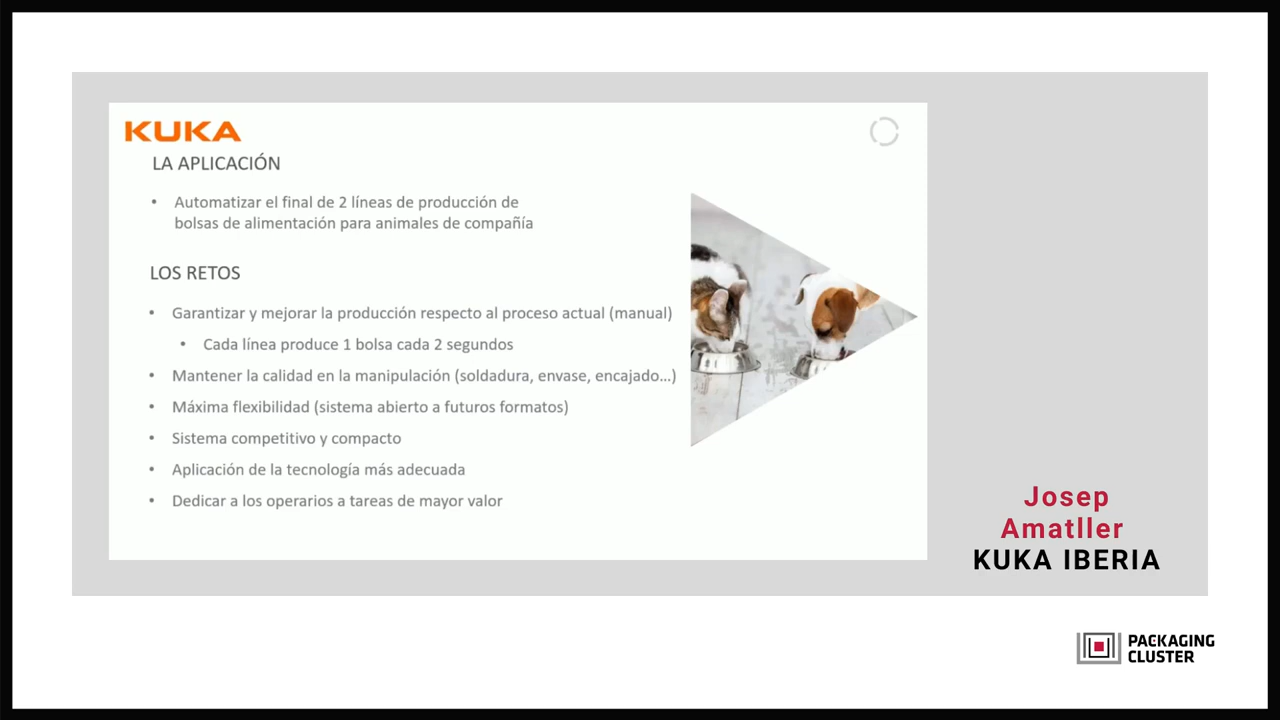 KUKA
LA APLICACIÓN
• Automatizar el final de 2 líneas de producción de
bolsas de alimentación para animales de compañía
LOS RETOS
• Garantizar y mejorar la producción respecto al proceso actual (manual)
• Cada línea produce 1 bolsa cada 2 segundos
• Mantener la calidad en la manipulación (soldadura, envase, encajado...)
• Máxima flexibilidad (sistema abierto a futuros formatos)
• Sistema competitivo y compacto
• Aplicación de la tecnología más adecuada
• Dedicar a los operarios a tareas de mayor valor
Josep
Amatller
KUKA IBERIA
PACKAGING
CLUSTER